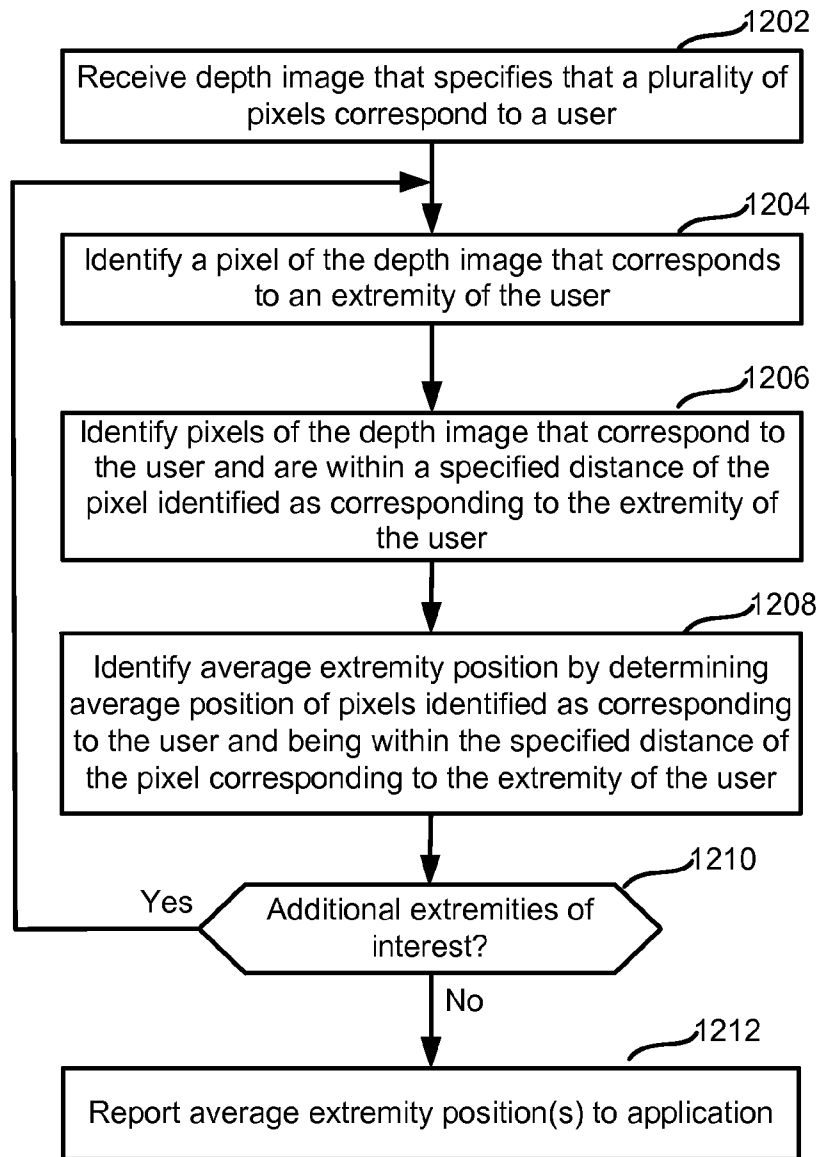 1202
Receive depth image that specifies that a plurality of
pixels correspond to a user
1204
Identify a pixel of the depth image that corresponds
to an extremity of the user
1206
Identify pixels of the depth image that correspond to
the user and are within a specified distance of the
pixel identified as corresponding to the extremity of
the user
1208
Identify average extremity position by determining
average position of pixels identified as corresponding
to the user and being within the specified distance of
the pixel corresponding to the extremity of the user
1210
Yes
Additional extremities of
interest?
No
1212
Report average extremity position(s) to application